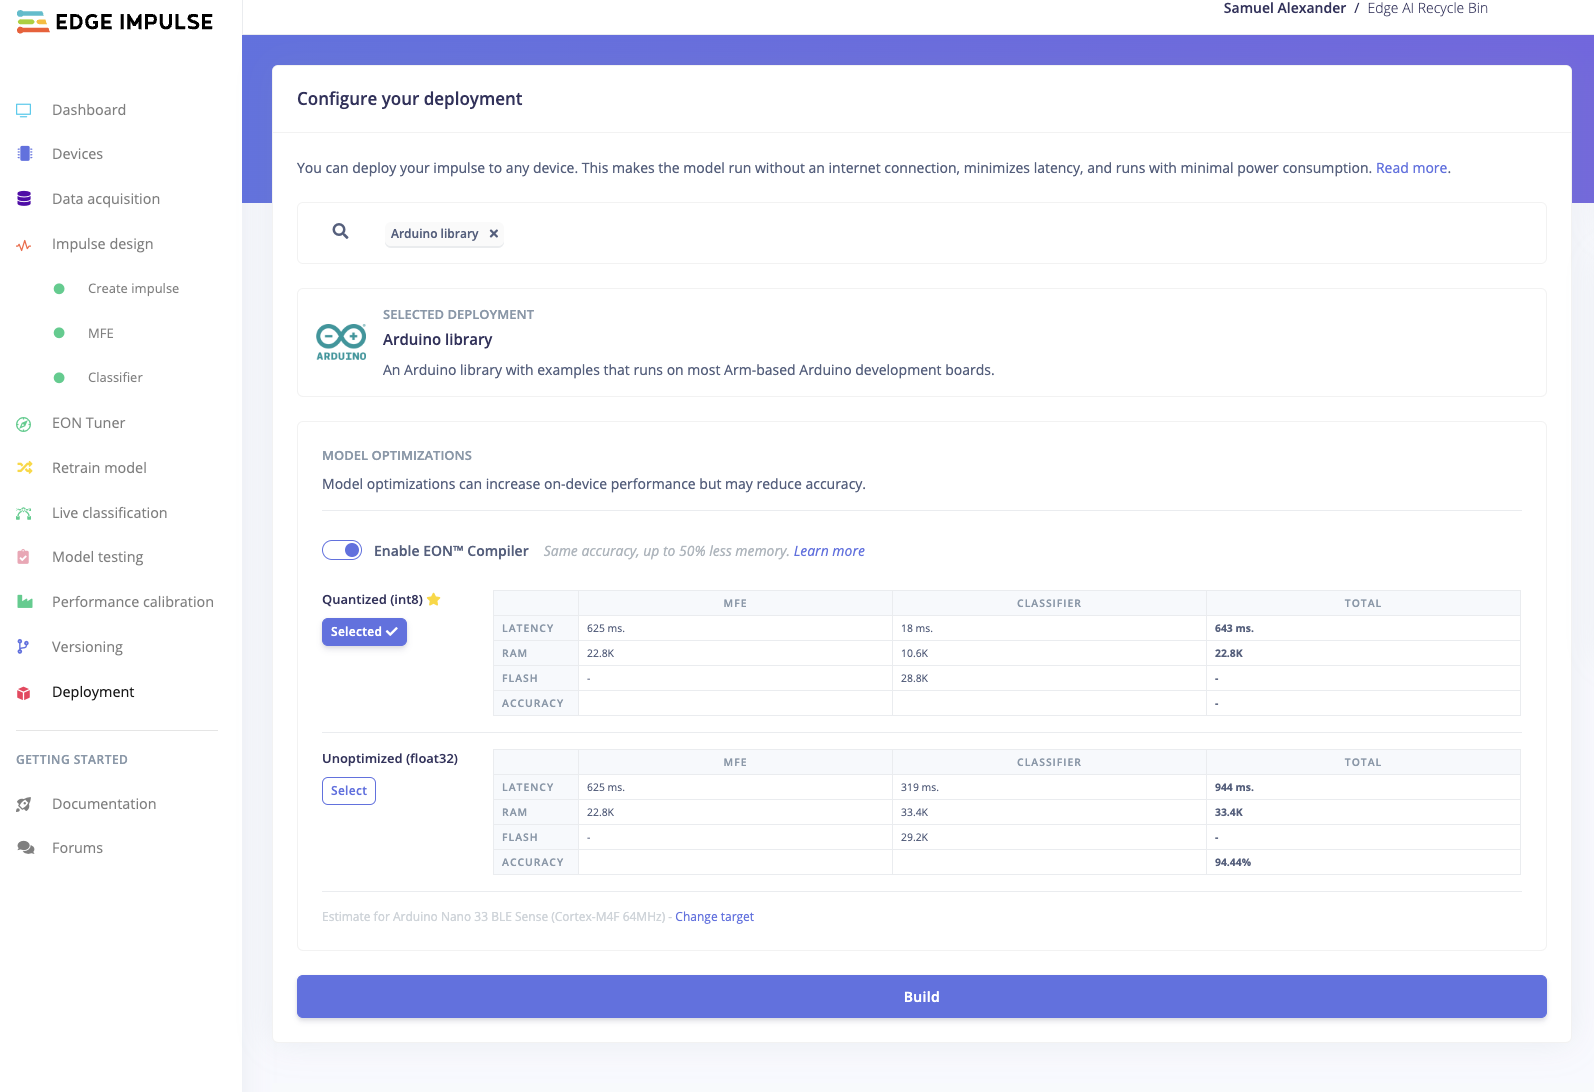 EDGE IMPULSE
Samuel Alexander / Edge AI Recycle Bin
Dashboard
Devices
Data acquisition
Impulse design
Create impulse
MFE
Classifier
EON Tuner
Retrain model
Live classification
Model testing
Performance calibration
Versioning
Deployment
GETTING STARTED
Documentation
Forums
Configure your deployment
You can deploy your impulse to any device. This makes the model run without an internet connection, minimizes latency, and runs with minimal power consumption. Read more.
Arduino library ×
ARDUINO
SELECTED DEPLOYMENT
Arduino library
An Arduino library with examples that runs on most Arm-based Arduino development boards.
MODEL OPTIMIZATIONS
Model optimizations can increase on-device performance but may reduce accuracy.
Enable EON™ Compiler Same accuracy, up to 50% less memory. Learn more
Quantized (int8)
Selected
MFE CLASSIFIER TOTAL
LATENCY 625 ms. 18 ms. 643 ms.
RAM 22.8K 10.6K 22.8K
FLASH - 28.8K -
ACCURACY -
Unoptimized (float32)
Select
MFE CLASSIFIER TOTAL
LATENCY 625 ms. 319 ms. 944 ms.
RAM 22.8K 33.4K 33.4K
FLASH - 29.2K -
ACCURACY 94.44%
Estimate for Arduino Nano 33 BLE Sense (Cortex-M4F 64MHz) - Change target
Build